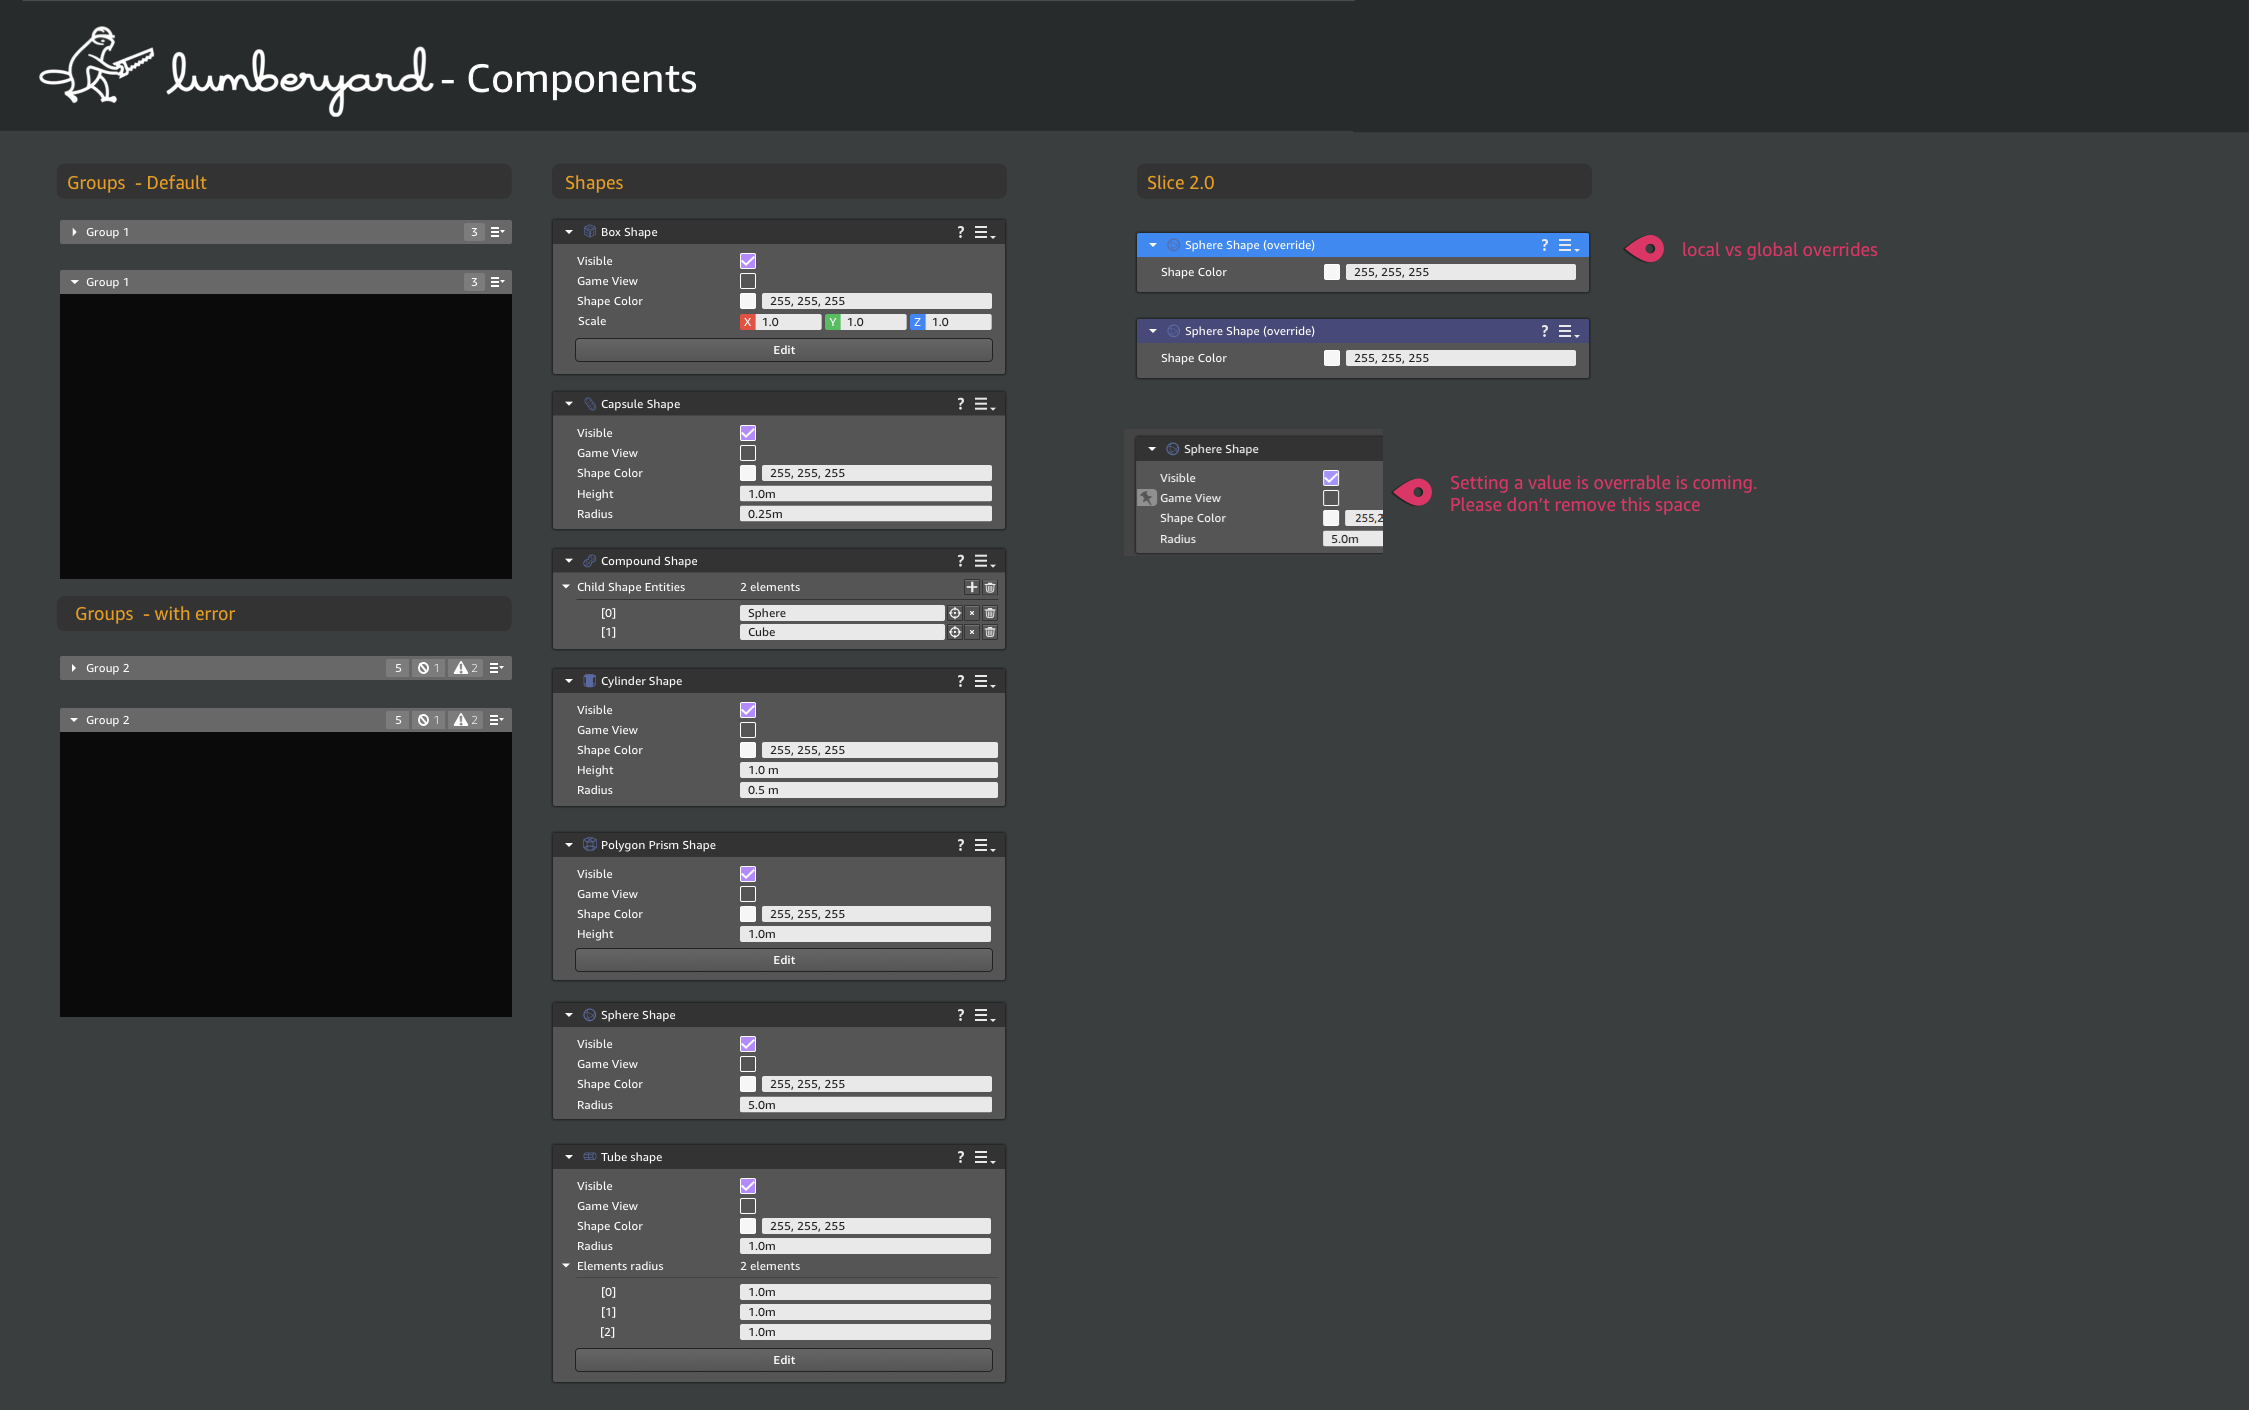 lumberyard - Components
Groups - Default
Group 1 3
Group 1 3
Groups - with error
Group 2 5 1 2
Group 2 5 1 2
Shapes
Box Shape ?
Visible
Game View
Shape Color 255, 255, 255
Scale X 1.0 Y 1.0 Z 1.0
Edit
Capsule Shape ?
Visible
Game View
Shape Color 255, 255, 255
Height 1.0m
Radius 0.25m
Compound Shape ?
Child Shape Entities 2 elements
[0] Sphere
[1] Cube
Cylinder Shape ?
Visible
Game View
Shape Color 255, 255, 255
Height 1.0 m
Radius 0.5 m
Polygon Prism Shape ?
Visible
Game View
Shape Color 255, 255, 255
Height 1.0m
Edit
Sphere Shape ?
Visible
Game View
Shape Color 255, 255, 255
Radius 5.0m
Tube shape ?
Visible
Game View
Shape Color 255, 255, 255
Radius 1.0m
Elements radius 2 elements
[0] 1.0m
[1] 1.0m
[2] 1.0m
Edit
Slice 2.0
Sphere Shape (override) ?
Shape Color 255, 255, 255
local vs global overrides
Sphere Shape (override) ?
Shape Color 255, 255, 255
Sphere Shape
Visible
Game View
Shape Color 255,2
Radius 5.0m
Setting a value is overrable is coming.
Please don't remove this space